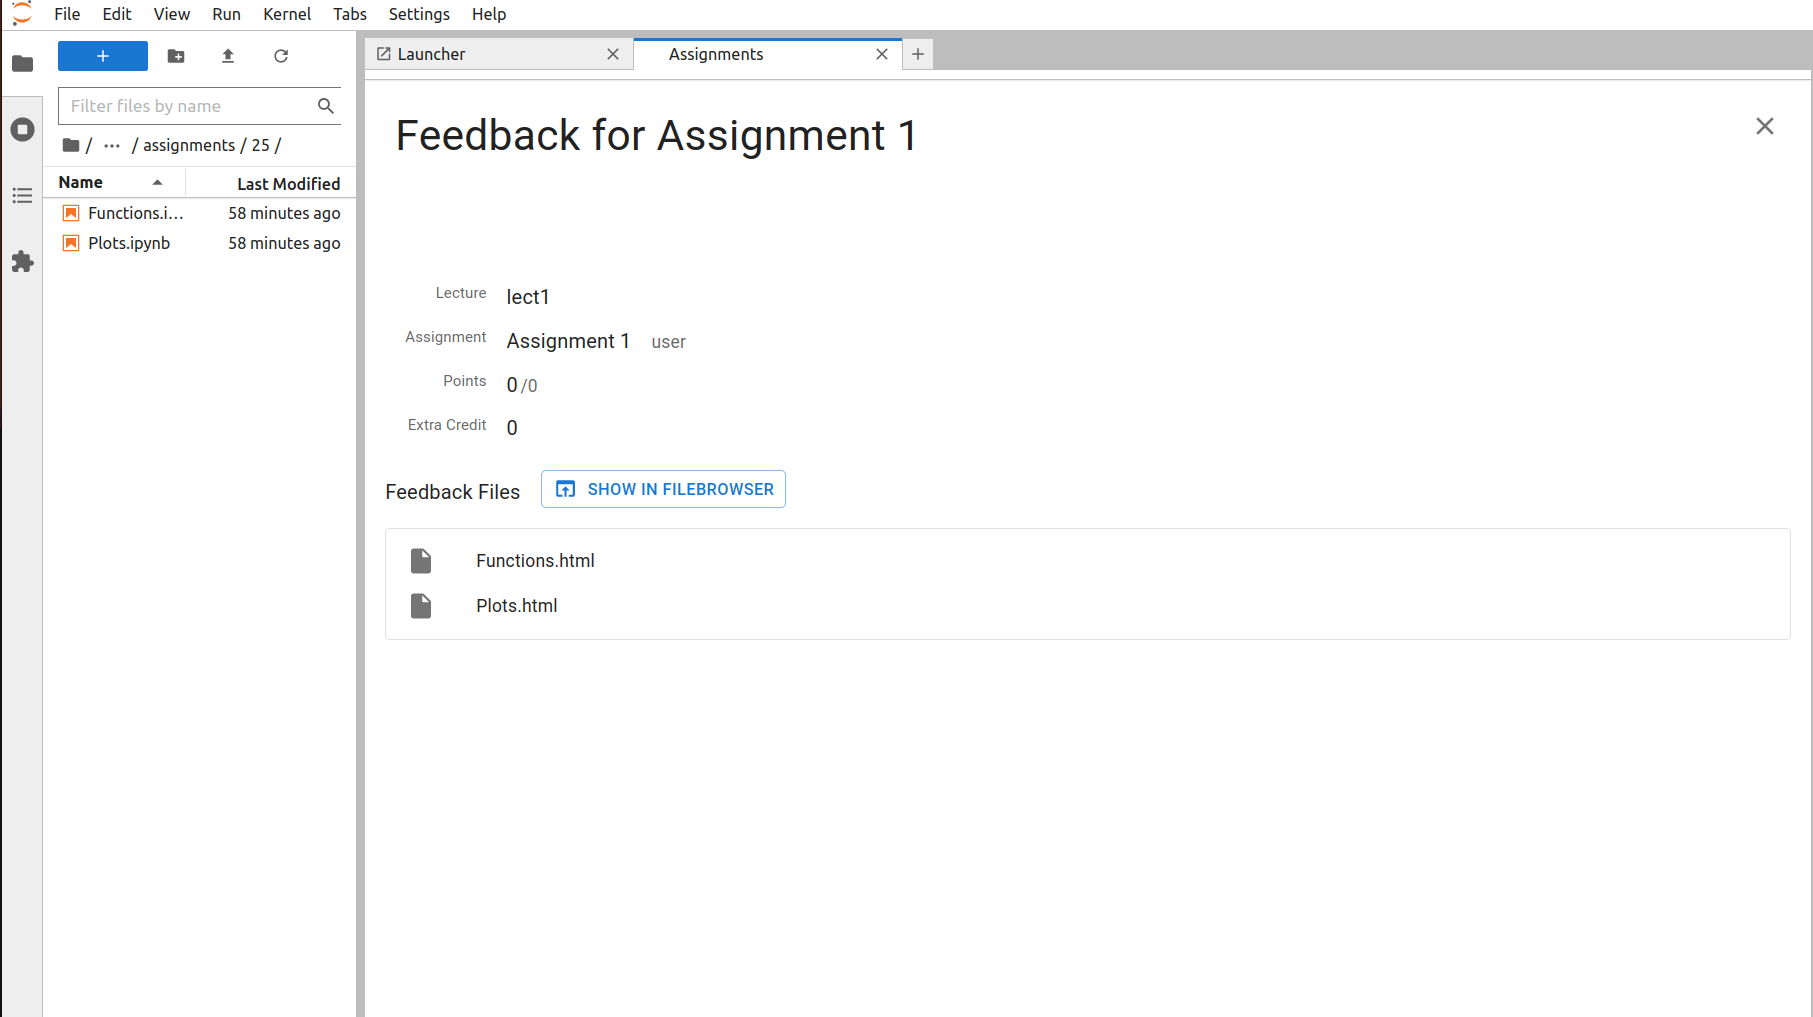 File Edit View Run Kernel Tabs Settings Help
Launcher
Assignments
Filter files by name
/ ··· / assignments / 25 /
Name Last Modified
Functions.i... 58 minutes ago
Plots.ipynb 58 minutes ago
Feedback for Assignment 1
Lecture lect1
Assignment Assignment 1 user
Points 0/0
Extra Credit 0
Feedback Files SHOW IN FILEBROWSER
Functions.html
Plots.html